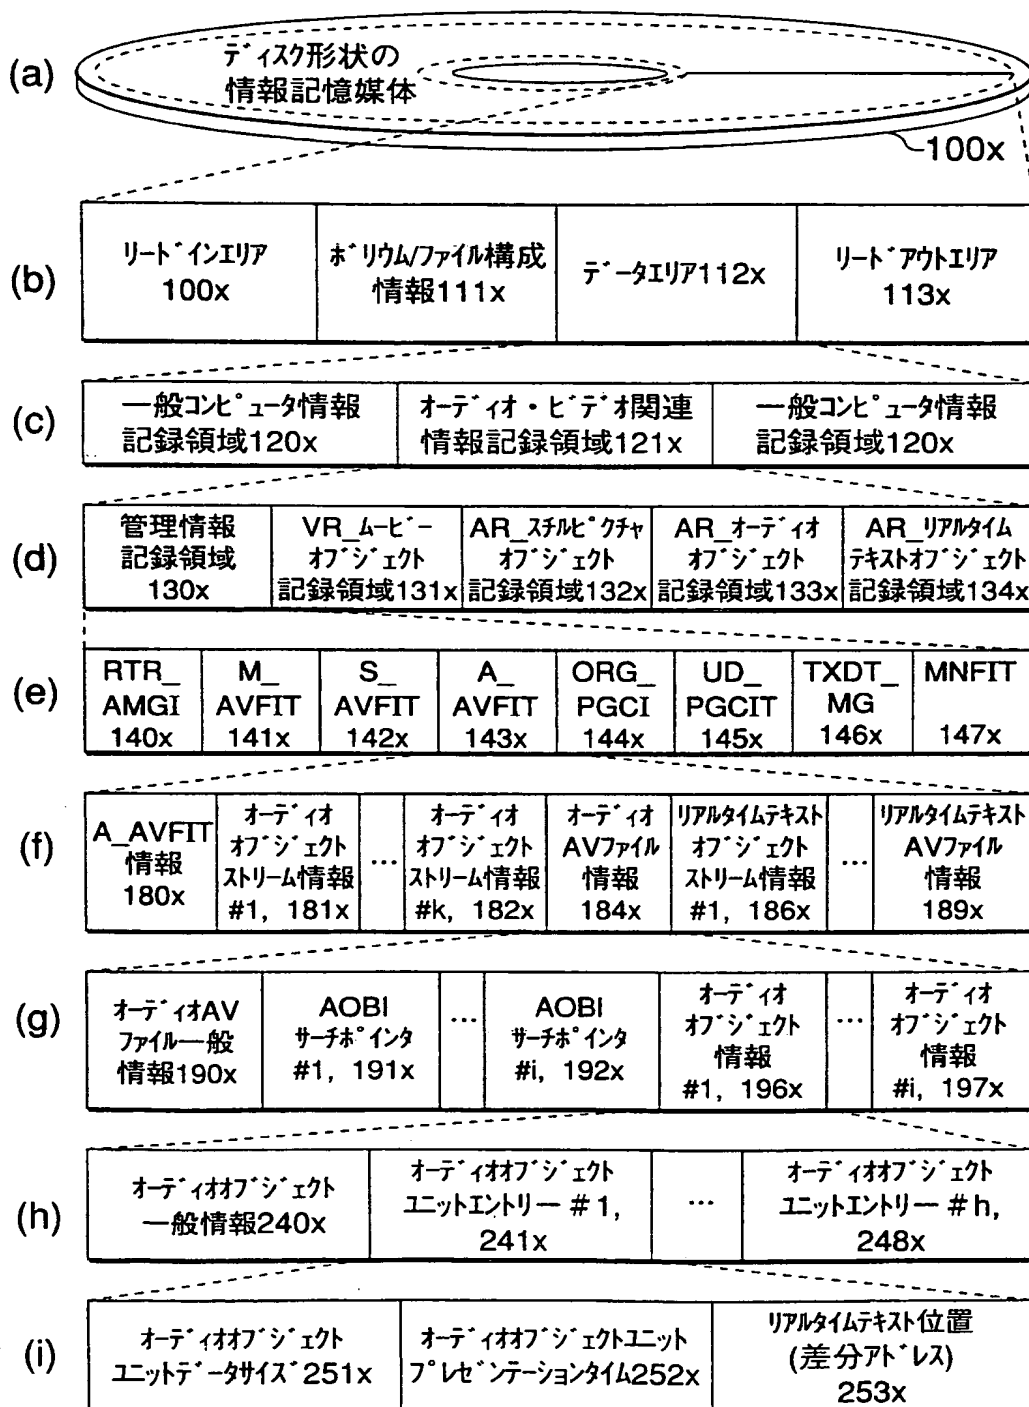 (a)
ディスク形状の
情報記憶媒体
100x
(b)
リードインエリア
100x
ボリウム/ファイル構成
情報111x
データエリア112x
リードアウトエリア
113x
(c)
一般コンピュータ情報
記録領域120x
オーディオ・ビデオ関連
情報記録領域121x
一般コンピュータ情報
記録領域120x
(d)
管理情報
記録領域
130x
VR_ムービー
オブジェクト
記録領域131x
AR_スチルピクチャ
オブジェクト
記録領域132x
AR_オーディオ
オブジェクト
記録領域133x
AR_リアルタイム
テキストオブジェクト
記録領域134x
(e)
RTR_
AMGI
140x
M_
AVFIT
141x
S_
AVFIT
142x
A_
AVFIT
143x
ORG_
PGCI
144x
UD_
PGCIT
145x
TXDT_
MG
146x
MNFIT
147x
(f)
A_AVFIT
情報
180x
オーディオ
オブジェクト
ストリーム情報
#1, 181x
…
オーディオ
オブジェクト
ストリーム情報
#k, 182x
オーディオ
AVファイル
情報
184x
リアルタイムテキスト
オブジェクト
ストリーム情報
#1, 186x
…
リアルタイムテキスト
AVファイル
情報
189x
(g)
オーディオAV
ファイル一般
情報190x
AOBI
サーチポインタ
#1, 191x
…
AOBI
サーチポインタ
#i, 192x
オーディオ
オブジェクト
情報
#1, 196x
…
オーディオ
オブジェクト
情報
#i, 197x
(h)
オーディオオブジェクト
一般情報240x
オーディオオブジェクト
ユニットエントリー＃1,
241x
…
オーディオオブジェクト
ユニットエントリー＃h,
248x
(i)
オーディオオブジェクト
ユニットデータサイズ251x
オーディオオブジェクトユニット
プレゼンテーションタイム252x
リアルタイムテキスト位置
(差分アドレス)
253x